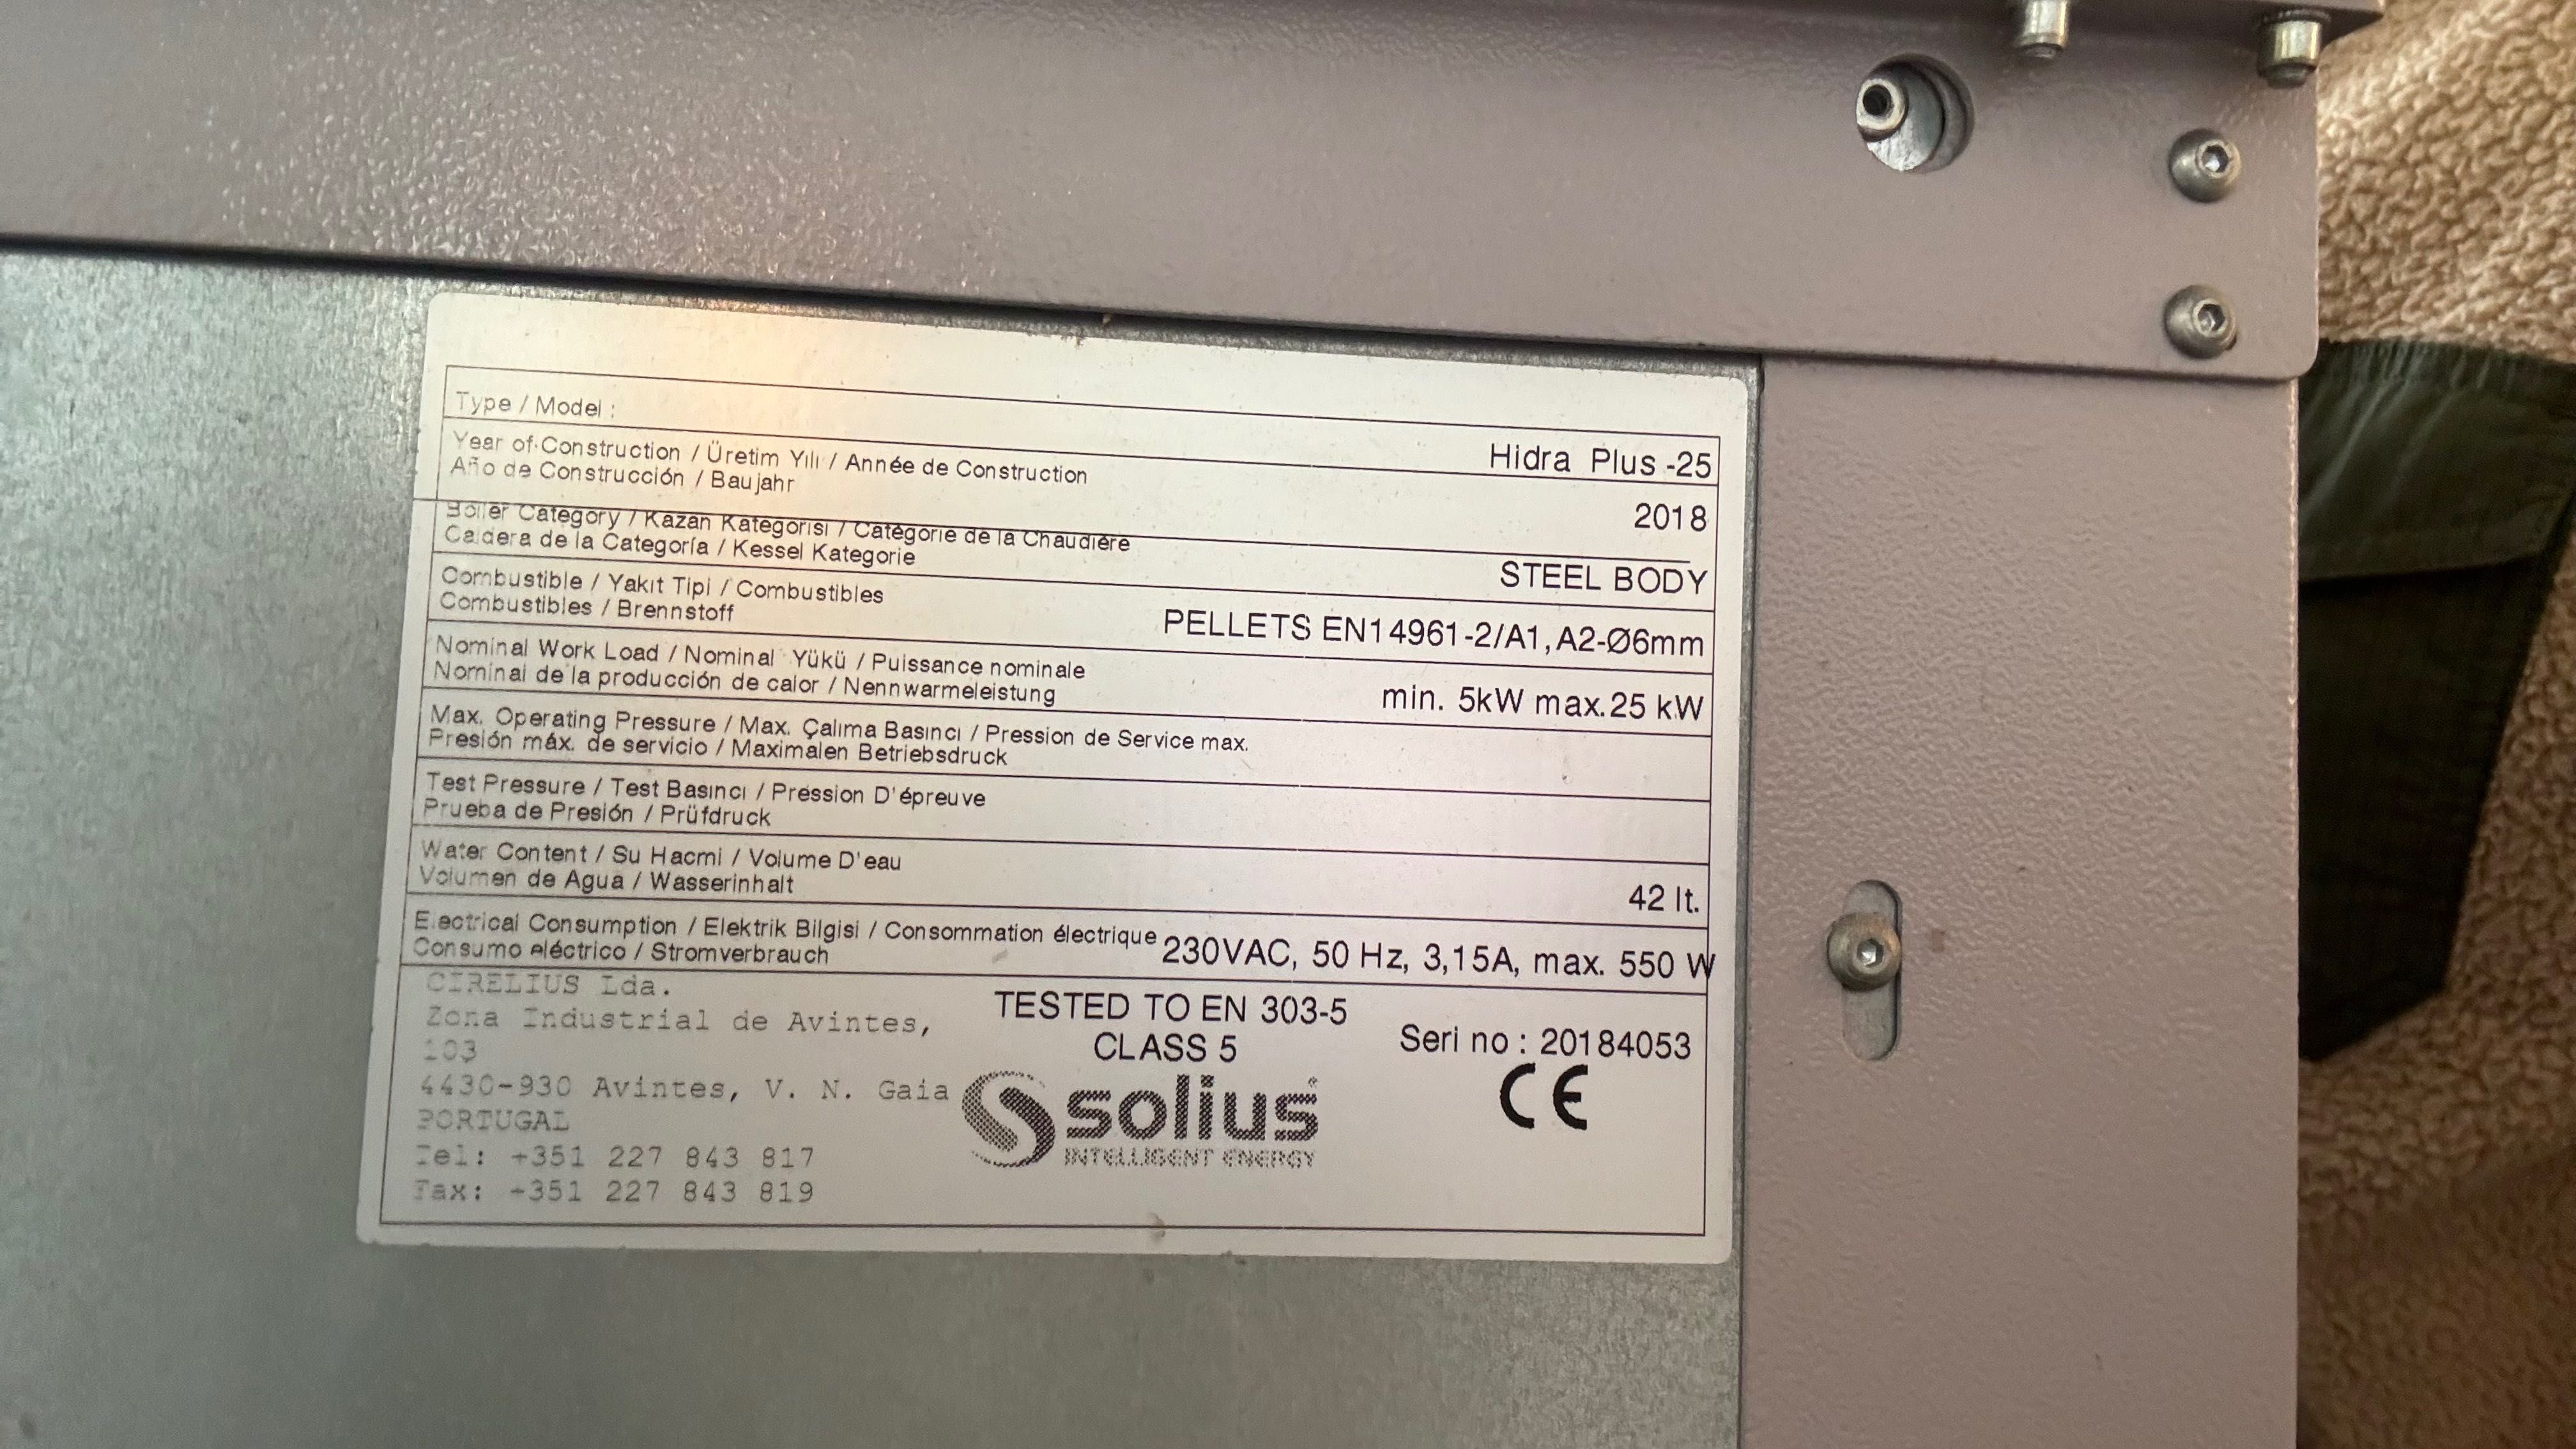 Type / Model :
Hidra Plus -25
Year of Construction / Üretim Yılı / Année de Construction
Año de Construcción / Baujahr
2018
Boiler Category / Kazan Kategorisi / Catégorie de la Chaudière
Caldera de la Categoría / Kessel Kategorie
STEEL BODY
Combustible / Yakıt Tipi / Combustibles
Combustibles / Brennstoff
PELLETS EN14961-2/A1, A2-Ø6mm
Nominal Work Load / Nominal Yükü / Puissance nominale
Nominal de la producción de calor / Nennwarmeleistung
min. 5kW max.25 kW
Max. Operating Pressure / Max. Çalıma Basıncı / Pression de Service max.
Presión máx. de servicio / Maximalen Betriebsdruck
Test Pressure / Test Basıncı / Pression D'épreuve
Prueba de Presión / Prüfdruck
Water Content / Su Hacmi / Volume D'eau
Volumen de Agua / Wasserinhalt
42 lt.
Electrical Consumption / Elektrik Bilgisi / Consommation électrique
Consumo eléctrico / Stromverbrauch
230VAC, 50 Hz, 3,15A, max. 550 W
CIRELIUS Lda.
Zona Industrial de Avintes,
103
4430-930 Avintes, V. N. Gaia
PORTUGAL
Tel: +351 227 843 817
Fax: +351 227 843 819
TESTED TO EN 303-5
CLASS 5
solius
INTELLIGENT ENERGY
Seri no : 20184053
CE